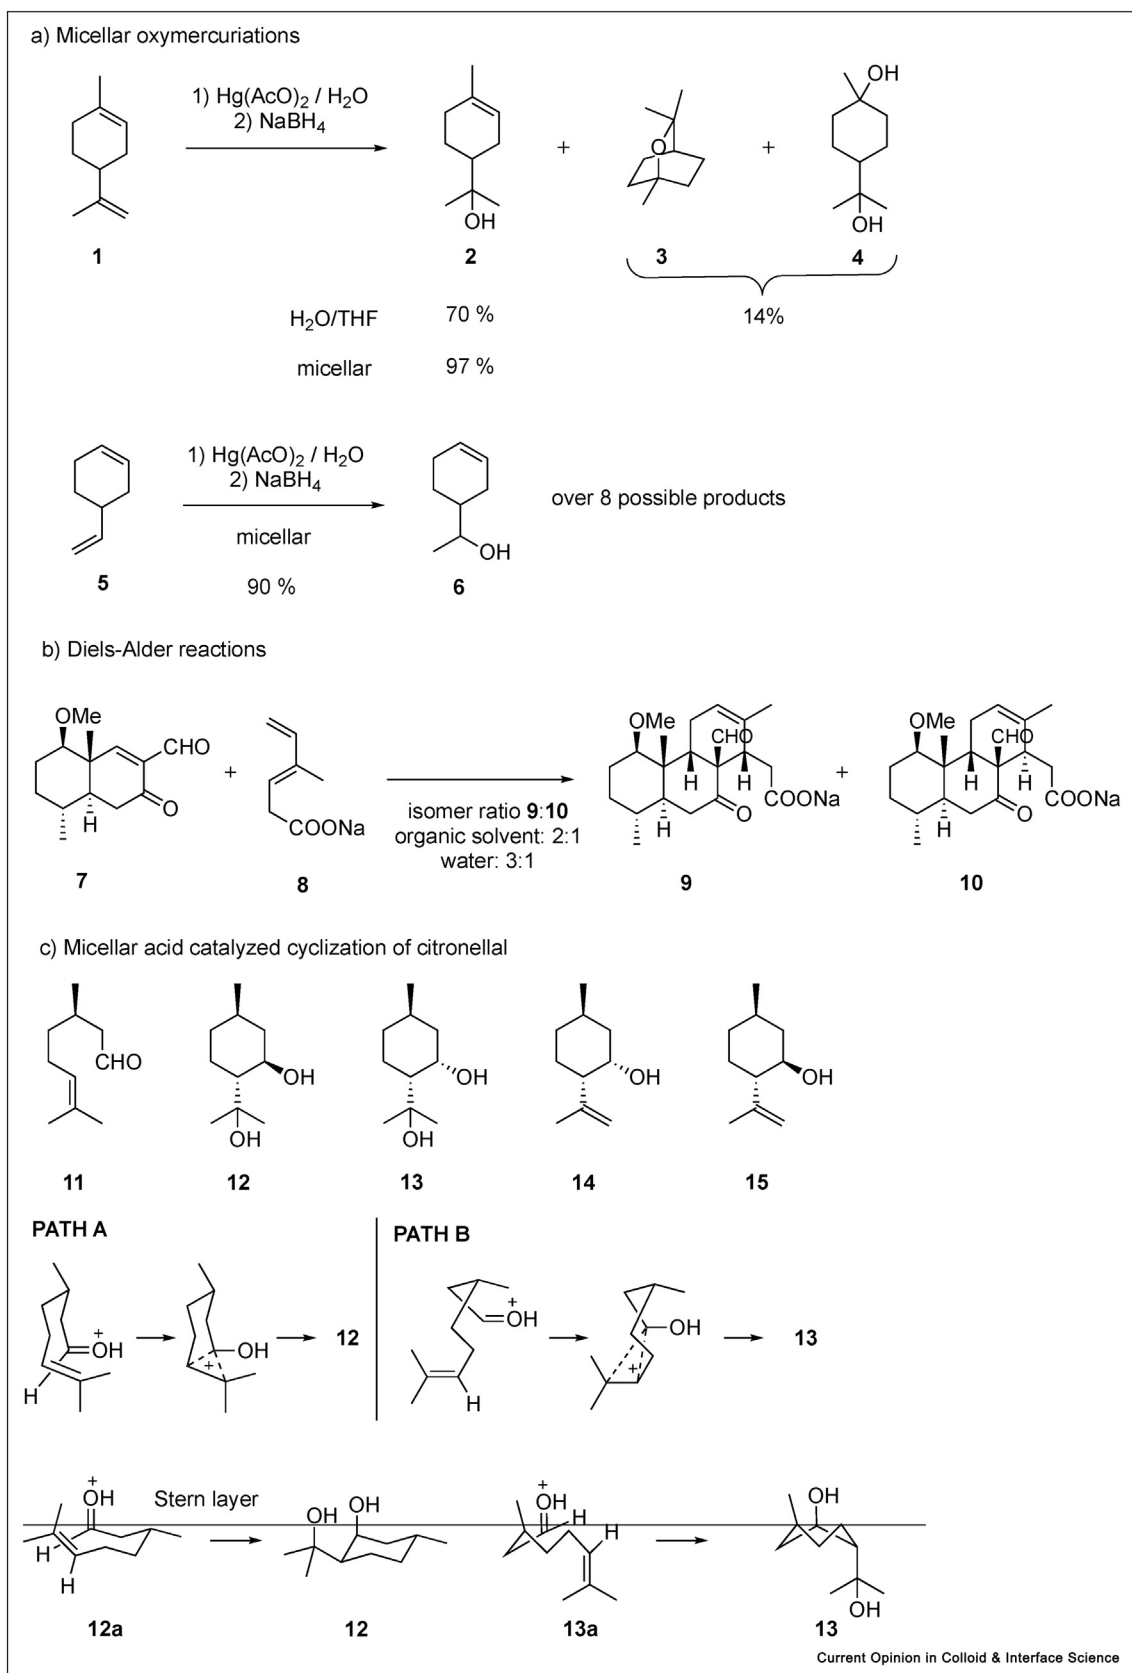 a) Micellar oxymercuriations
1) Hg(AcO)2 / H2O
2) NaBH4
+
O
+
OH
OH
OH
1
2
3
4
H2O/THF
70 %
14%
micellar
97 %
1) Hg(AcO)2 / H2O
2) NaBH4
micellar
90 %
OH
over 8 possible products
5
6
b) Diels-Alder reactions
OMe
CHO
O
H
+
COONa
isomer ratio 9:10
organic solvent: 2:1
water: 3:1
OMe
CHO
H
H
H
O
COONa
+
OMe
CHO
H
H
H
O
COONa
7
8
9
10
c) Micellar acid catalyzed cyclization of citronellal
CHO
OH
OH
OH
OH
OH
OH
11
12
13
14
15
PATH A
PATH B
+
OH
H
+
OH
12
+
OH
H
+
OH
13
+
OH
H
H
Stern layer
OH
OH
+
OH
H
H
OH
OH
12a
12
13a
13
Current Opinion in Colloid & Interface Science